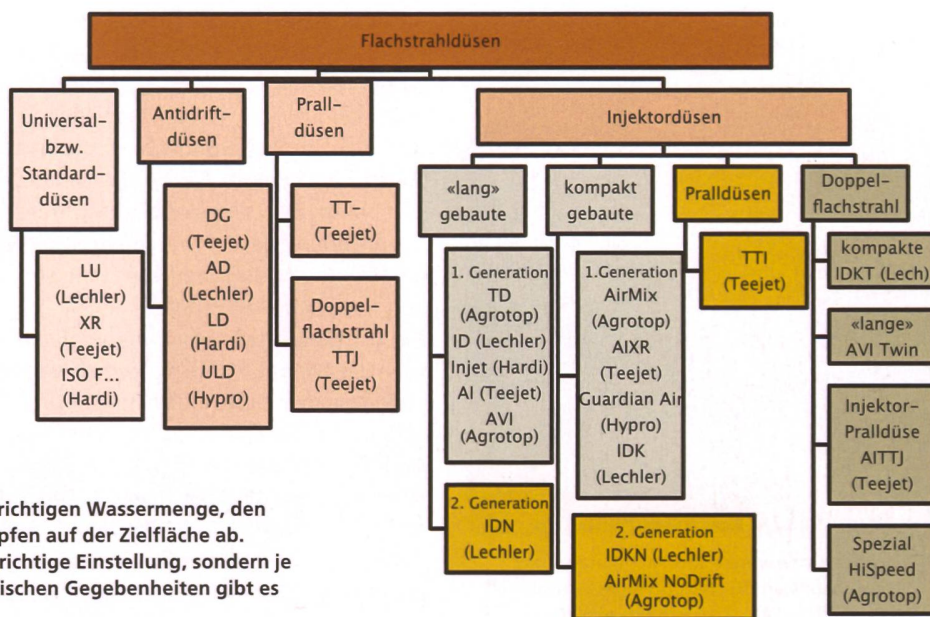 Flachstrahldüsen
Universal-
bzw.
Standard-
düsen
LU
(Lechler)
XR
(Teejet)
ISO F...
(Hardi)
Antidrift-
düsen
DG
(Teejet)
AD
(Lechler)
LD
(Hardi)
ULD
(Hypro)
Prall-
düsen
TT-
(Teejet)
Doppel-
flachstrahl
TTJ
(Teejet)
Injektordüsen
«lang»
gebaute
1. Generation
TD
(Agrotop)
ID (Lechler)
Injet (Hardi)
AI (Teejet)
AVI
(Agrotop)
2. Generation
IDN
(Lechler)
kompakt
gebaute
1.Generation
AirMix
(Agrotop)
AIXR
(Teejet)
Guardian Air
(Hypro)
IDK
(Lechler)
2. Generation
IDKN (Lechler)
AirMix NoDrift
(Agrotop)
Pralldüsen
TTI
(Teejet)
Doppel-
flachstrahl
kompakte
IDKT (Lech)
«lange»
AVI Twin
Injektor-
Pralldüse
AITTJ
(Teejet)
Spezial
HiSpeed
(Agrotop)
richtigen Wassermenge, den
pfen auf der Zielfläche ab.
richtige Einstellung, sondern je
ischen Gegebenheiten gibt es